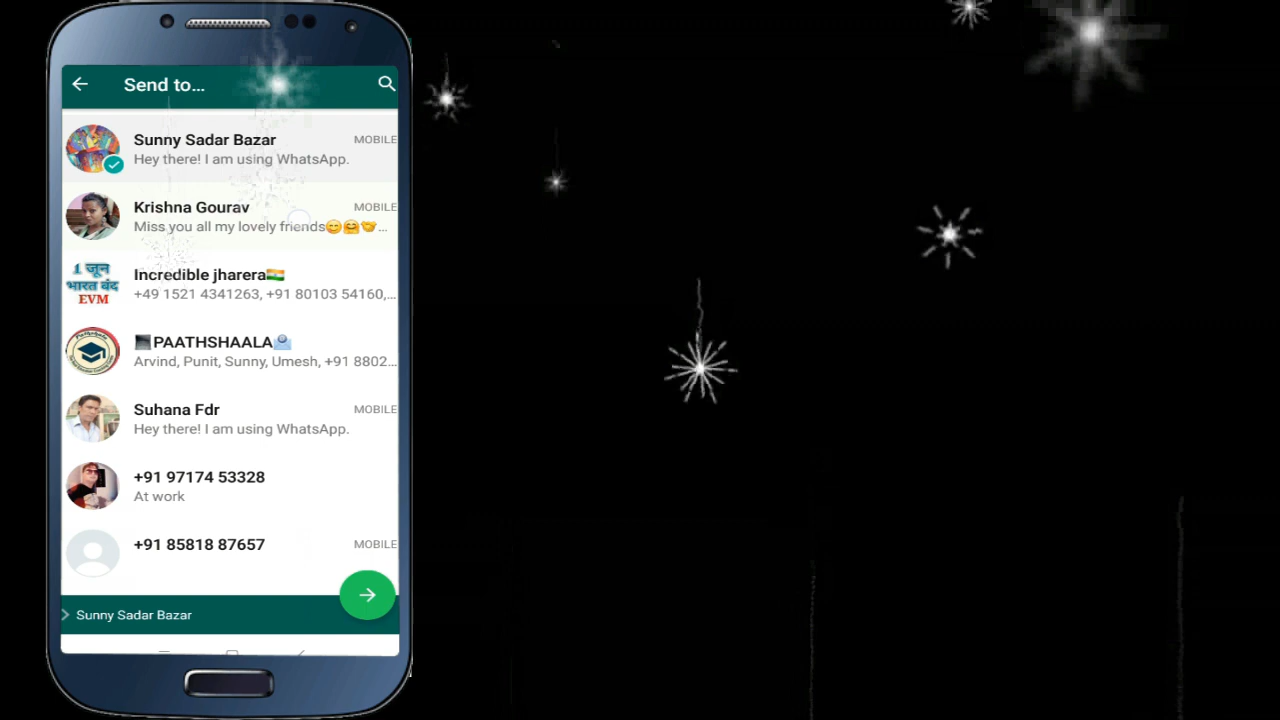 Send to...
Sunny Sadar Bazar MOBILE
Hey there! I am using WhatsApp.
Krishna Gourav MOBILE
Miss you all my lovely friends😊🤗🤝...
Incredible jharera🇮🇳
+49 1521 4341263, +91 80103 54160,...
1 जून
भारत बंद
EVM
PAATHSHAALA
Arvind, Punit, Sunny, Umesh, +91 8802...
Suhana Fdr MOBILE
Hey there! I am using WhatsApp.
+91 97174 53328
At work
+91 85818 87657 MOBILE
Sunny Sadar Bazar